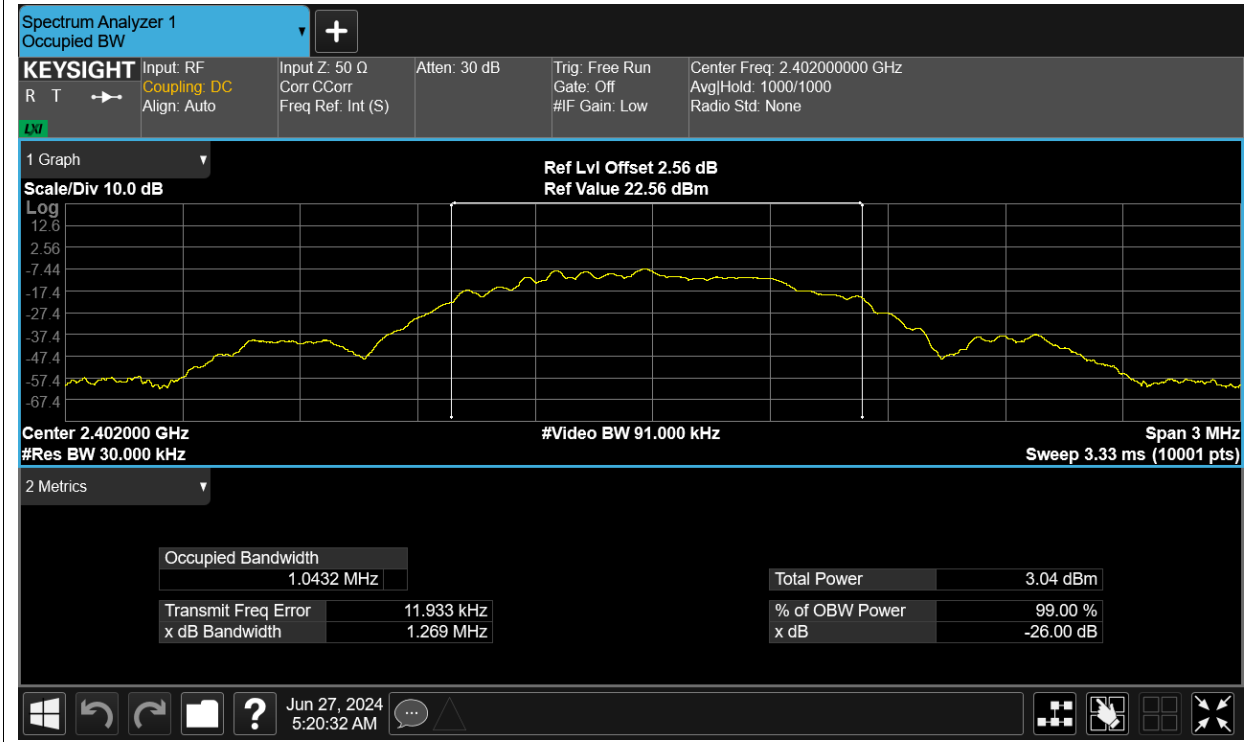 Spectrum Analyzer 1
Occupied BW
KEYSIGHT
R T
LXI
Input: RF
Coupling: DC
Align: Auto
Input Z: 50 Ω
Corr CCorr
Freq Ref: Int (S)
Atten: 30 dB
Trig: Free Run
Gate: Off
#IF Gain: Low
Center Freq: 2.402000000 GHz
Avg|Hold: 1000/1000
Radio Std: None
1 Graph
Scale/Div 10.0 dB
Ref Lvl Offset 2.56 dB
Ref Value 22.56 dBm
Log
12.6
2.56
-7.44
-17.4
-27.4
-37.4
-47.4
-57.4
-67.4
Center 2.402000 GHz
#Video BW 91.000 kHz
Span 3 MHz
#Res BW 30.000 kHz
Sweep 3.33 ms (10001 pts)
2 Metrics
Occupied Bandwidth
1.0432 MHz
Total Power 3.04 dBm
Transmit Freq Error 11.933 kHz
% of OBW Power 99.00 %
x dB Bandwidth 1.269 MHz
x dB -26.00 dB
?
Jun 27, 2024
5:20:32 AM